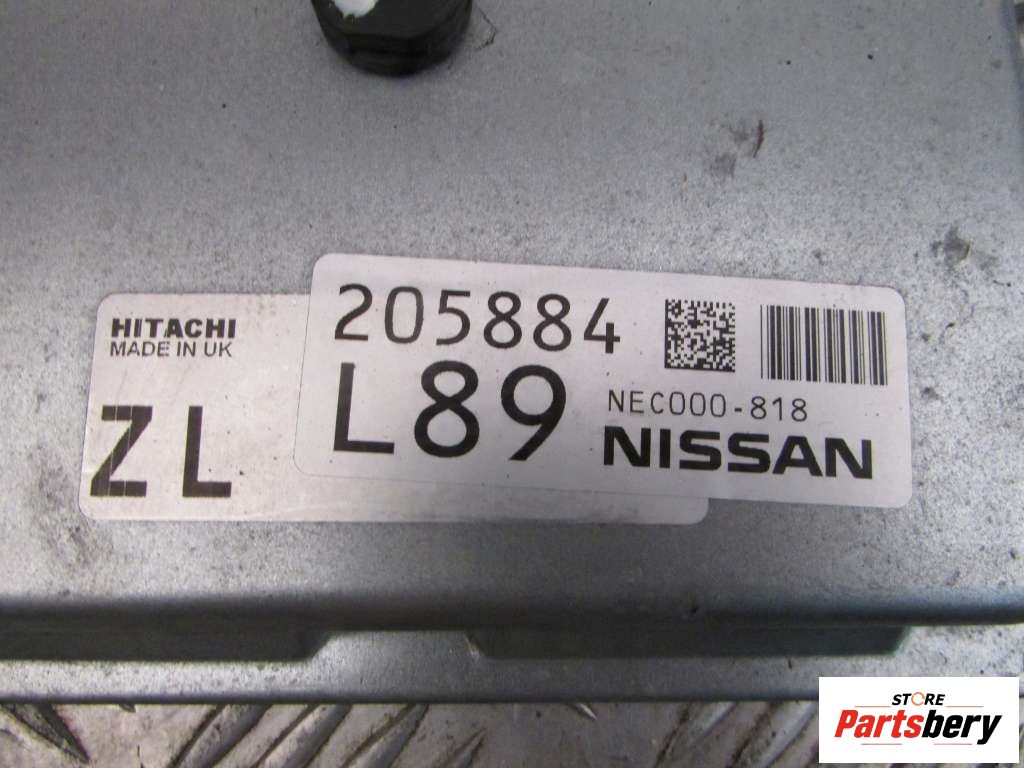 HITACHI
MADE IN UK
ZL
205884
L89
NEC000-818
NISSAN
STORE
Partsbery